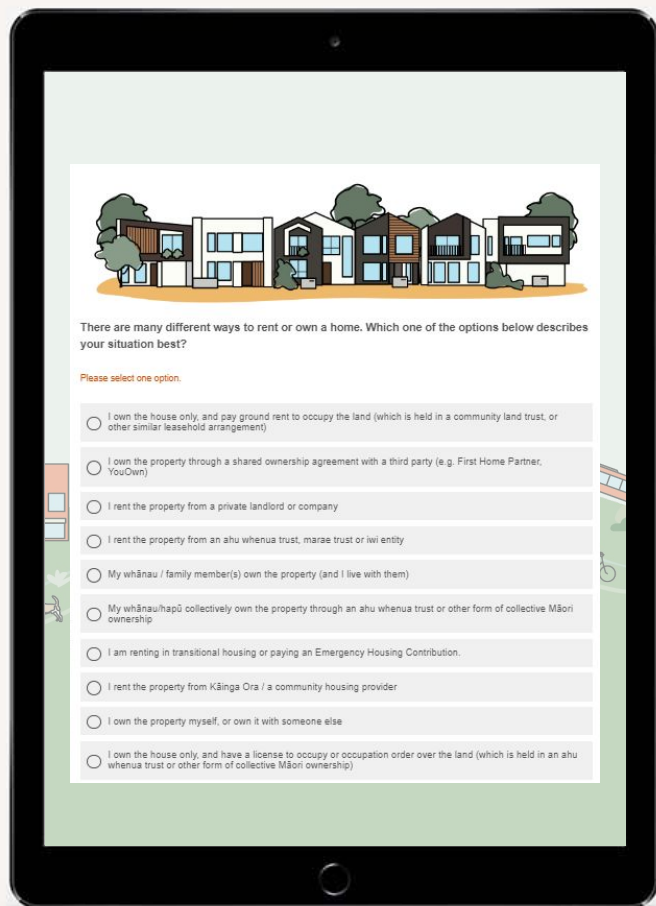 There are many different ways to rent or own a home. Which one of the options below describes
your situation best?
Please select one option.
I own the house only, and pay ground rent to occupy the land (which is held in a community land trust, or
other similar leasehold arrangement)
I own the property through a shared ownership agreement with a third party (e.g. First Home Partner,
YouOwn)
I rent the property from a private landlord or company
I rent the property from an ahu whenua trust, marae trust or iwi entity
My whānau / family member(s) own the property (and I live with them)
My whānau/hapū collectively own the property through an ahu whenua trust or other form of collective Māori
ownership
I am renting in transitional housing or paying an Emergency Housing Contribution.
I rent the property from Kāinga Ora / a community housing provider
I own the property myself, or own it with someone else
I own the house only, and have a license to occupy or occupation order over the land (which is held in an ahu
whenua trust or other form of collective Māori ownership)